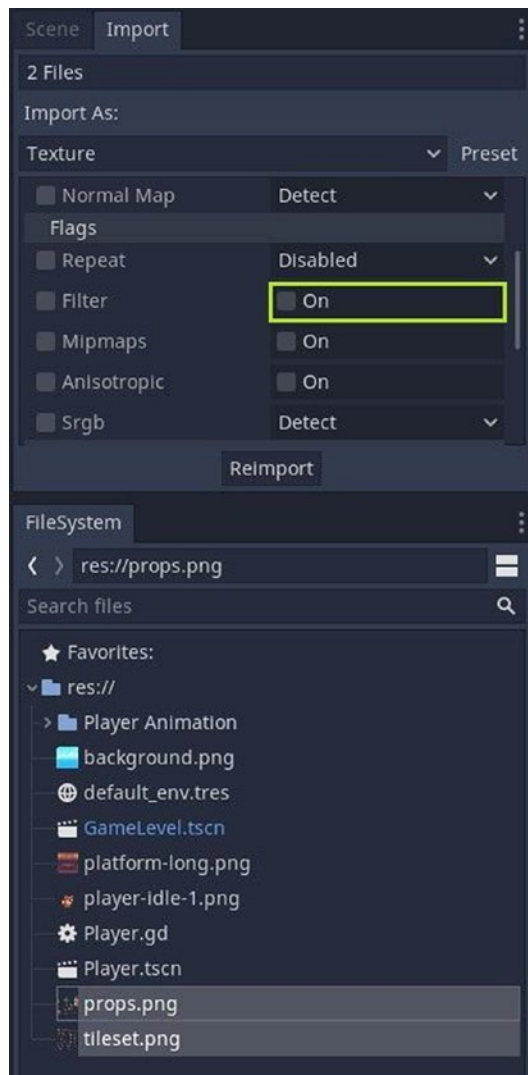 Scene Import
2 Files
Import As:
Texture Preset
Normal Map Detect
Flags
Repeat Disabled
Filter On
Mipmaps On
Anisotropic On
Srgb Detect
Reimport
FileSystem
res://props.png
Search files
Favorites:
res://
Player Animation
background.png
default_env.tres
GameLevel.tscn
platform-long.png
player-idle-1.png
Player.gd
Player.tscn
props.png
tileset.png